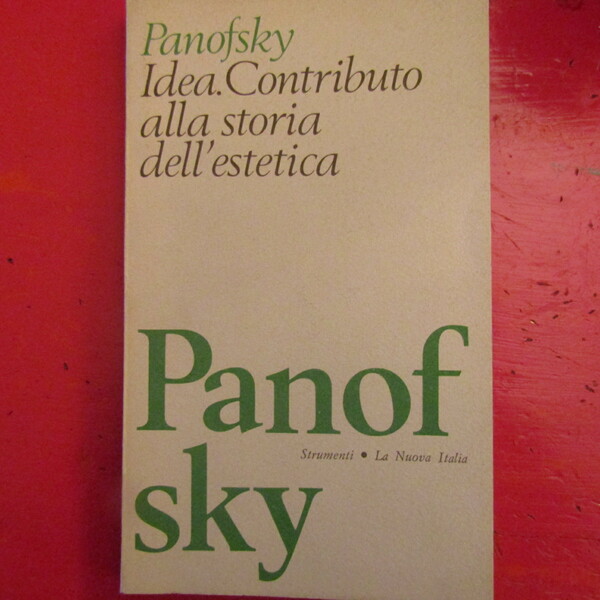 Panofsky
Idea. Contributo
alla storia
dell'estetica
Panof
Strumenti • La Nuova Italia
sky